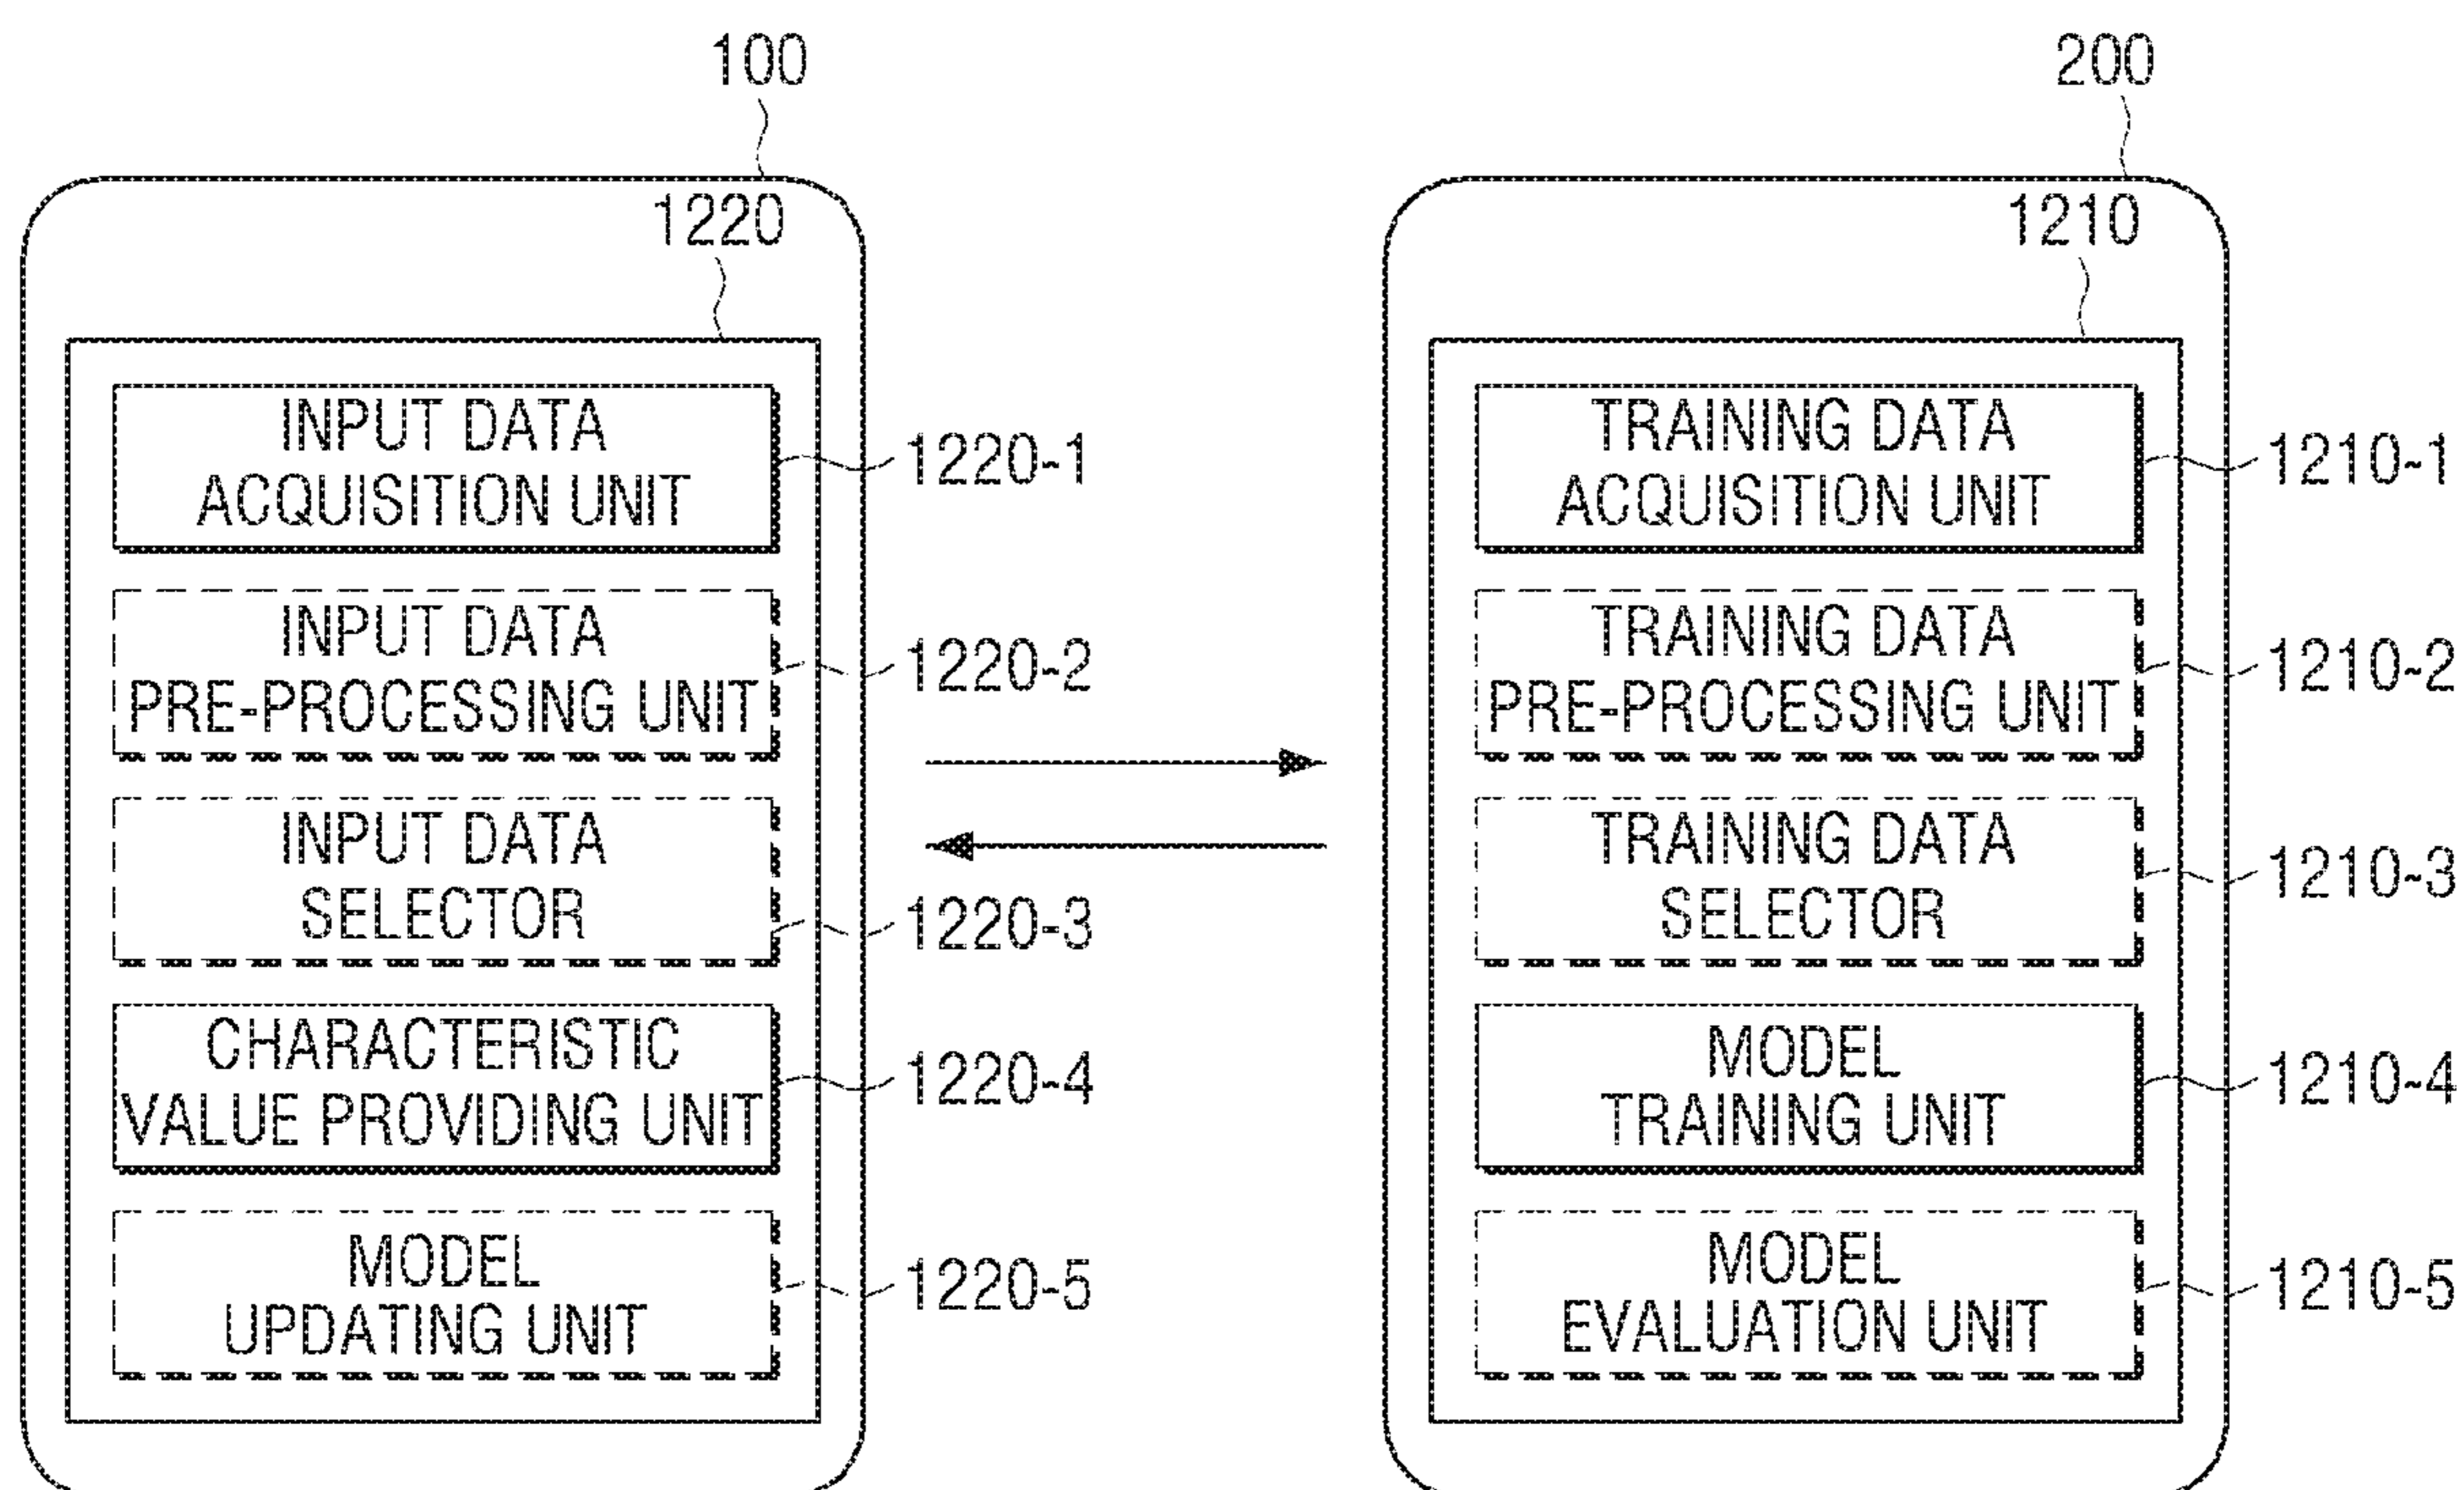 100
1220
INPUT DATA
ACQUISITION UNIT
1220-1
INPUT DATA
PRE-PROCESSING UNIT
1220-2
INPUT DATA
SELECTOR
1220-3
CHARACTERISTIC
VALUE PROVIDING UNIT
1220-4
MODEL
UPDATING UNIT
1220-5
200
1210
TRAINING DATA
ACQUISITION UNIT
1210-1
TRAINING DATA
PRE-PROCESSING UNIT
1210-2
TRAINING DATA
SELECTOR
1210-3
MODEL
TRAINING UNIT
1210-4
MODEL
EVALUATION UNIT
1210-5